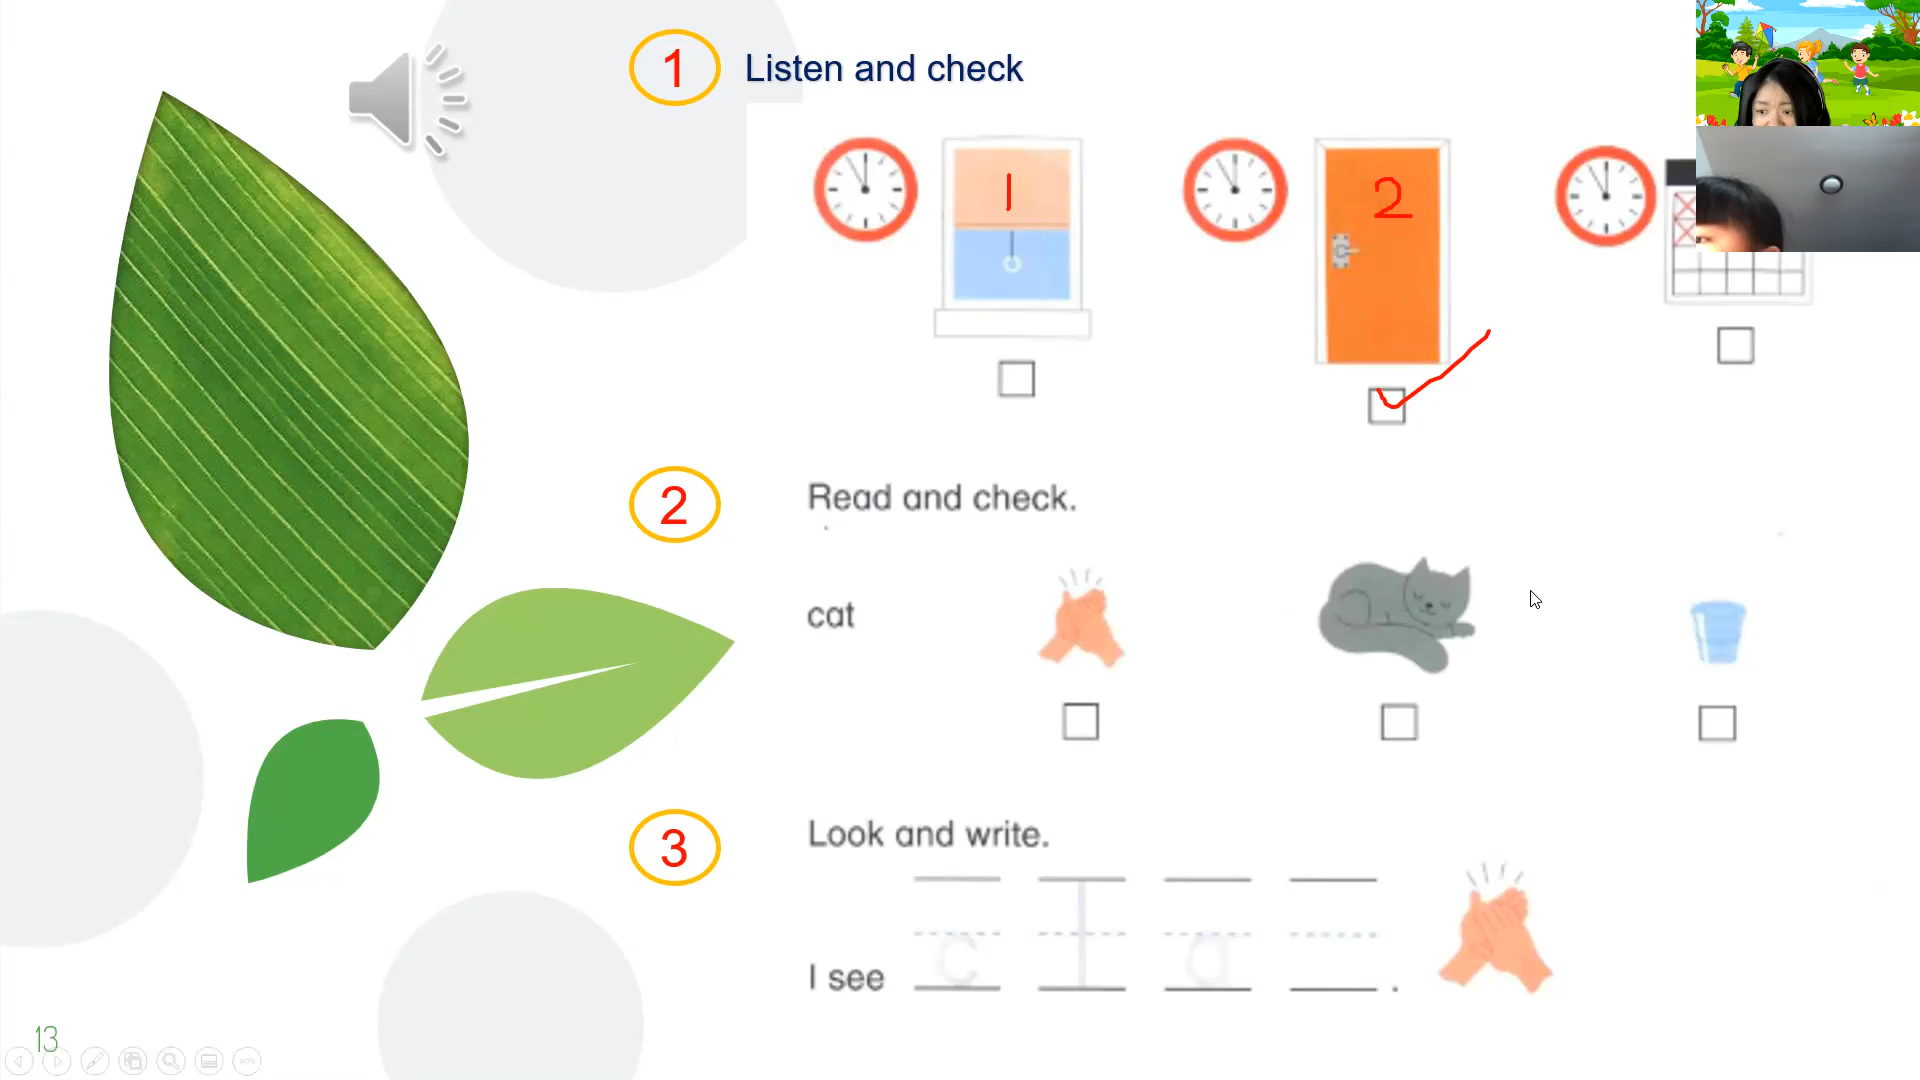 1 Listen and check
1 2
2 Read and check.
cat
3 Look and write.
I see c l a .
13